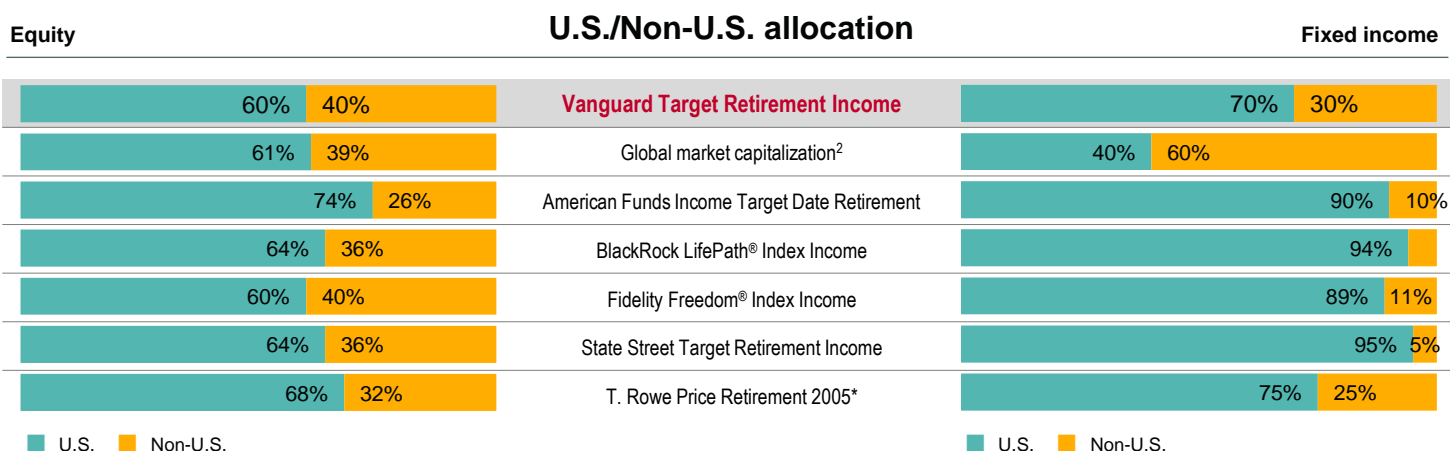 Equity U.S./Non-U.S. allocation Fixed income
60% 40% Vanguard Target Retirement Income 70% 30%
61% 39% Global market capitalization² 40% 60%
74% 26% American Funds Income Target Date Retirement 90% 10%
64% 36% BlackRock LifePath® Index Income 94%
60% 40% Fidelity Freedom® Index Income 89% 11%
64% 36% State Street Target Retirement Income 95% 5%
68% 32% T. Rowe Price Retirement 2005* 75% 25%
U.S. Non-U.S. U.S. Non-U.S.